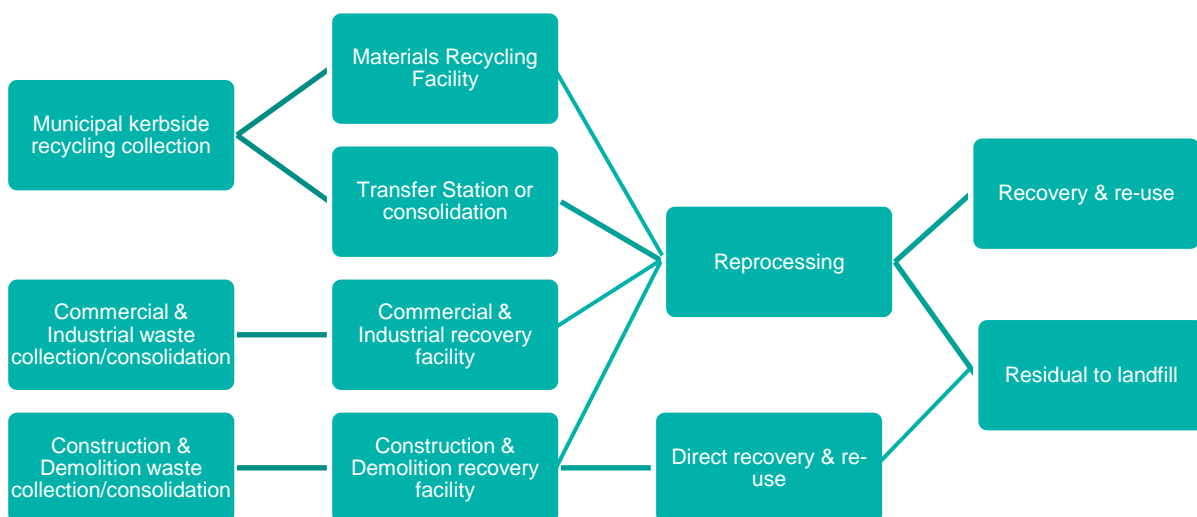 Municipal kerbside
recycling collection
Materials Recycling
Facility
Transfer Station or
consolidation
Commercial &
Industrial waste
collection/consolidation
Commercial &
Industrial recovery
facility
Construction &
Demolition waste
collection/consolidation
Construction &
Demolition recovery
facility
Reprocessing
Direct recovery & re-
use
Recovery & re-use
Residual to landfill